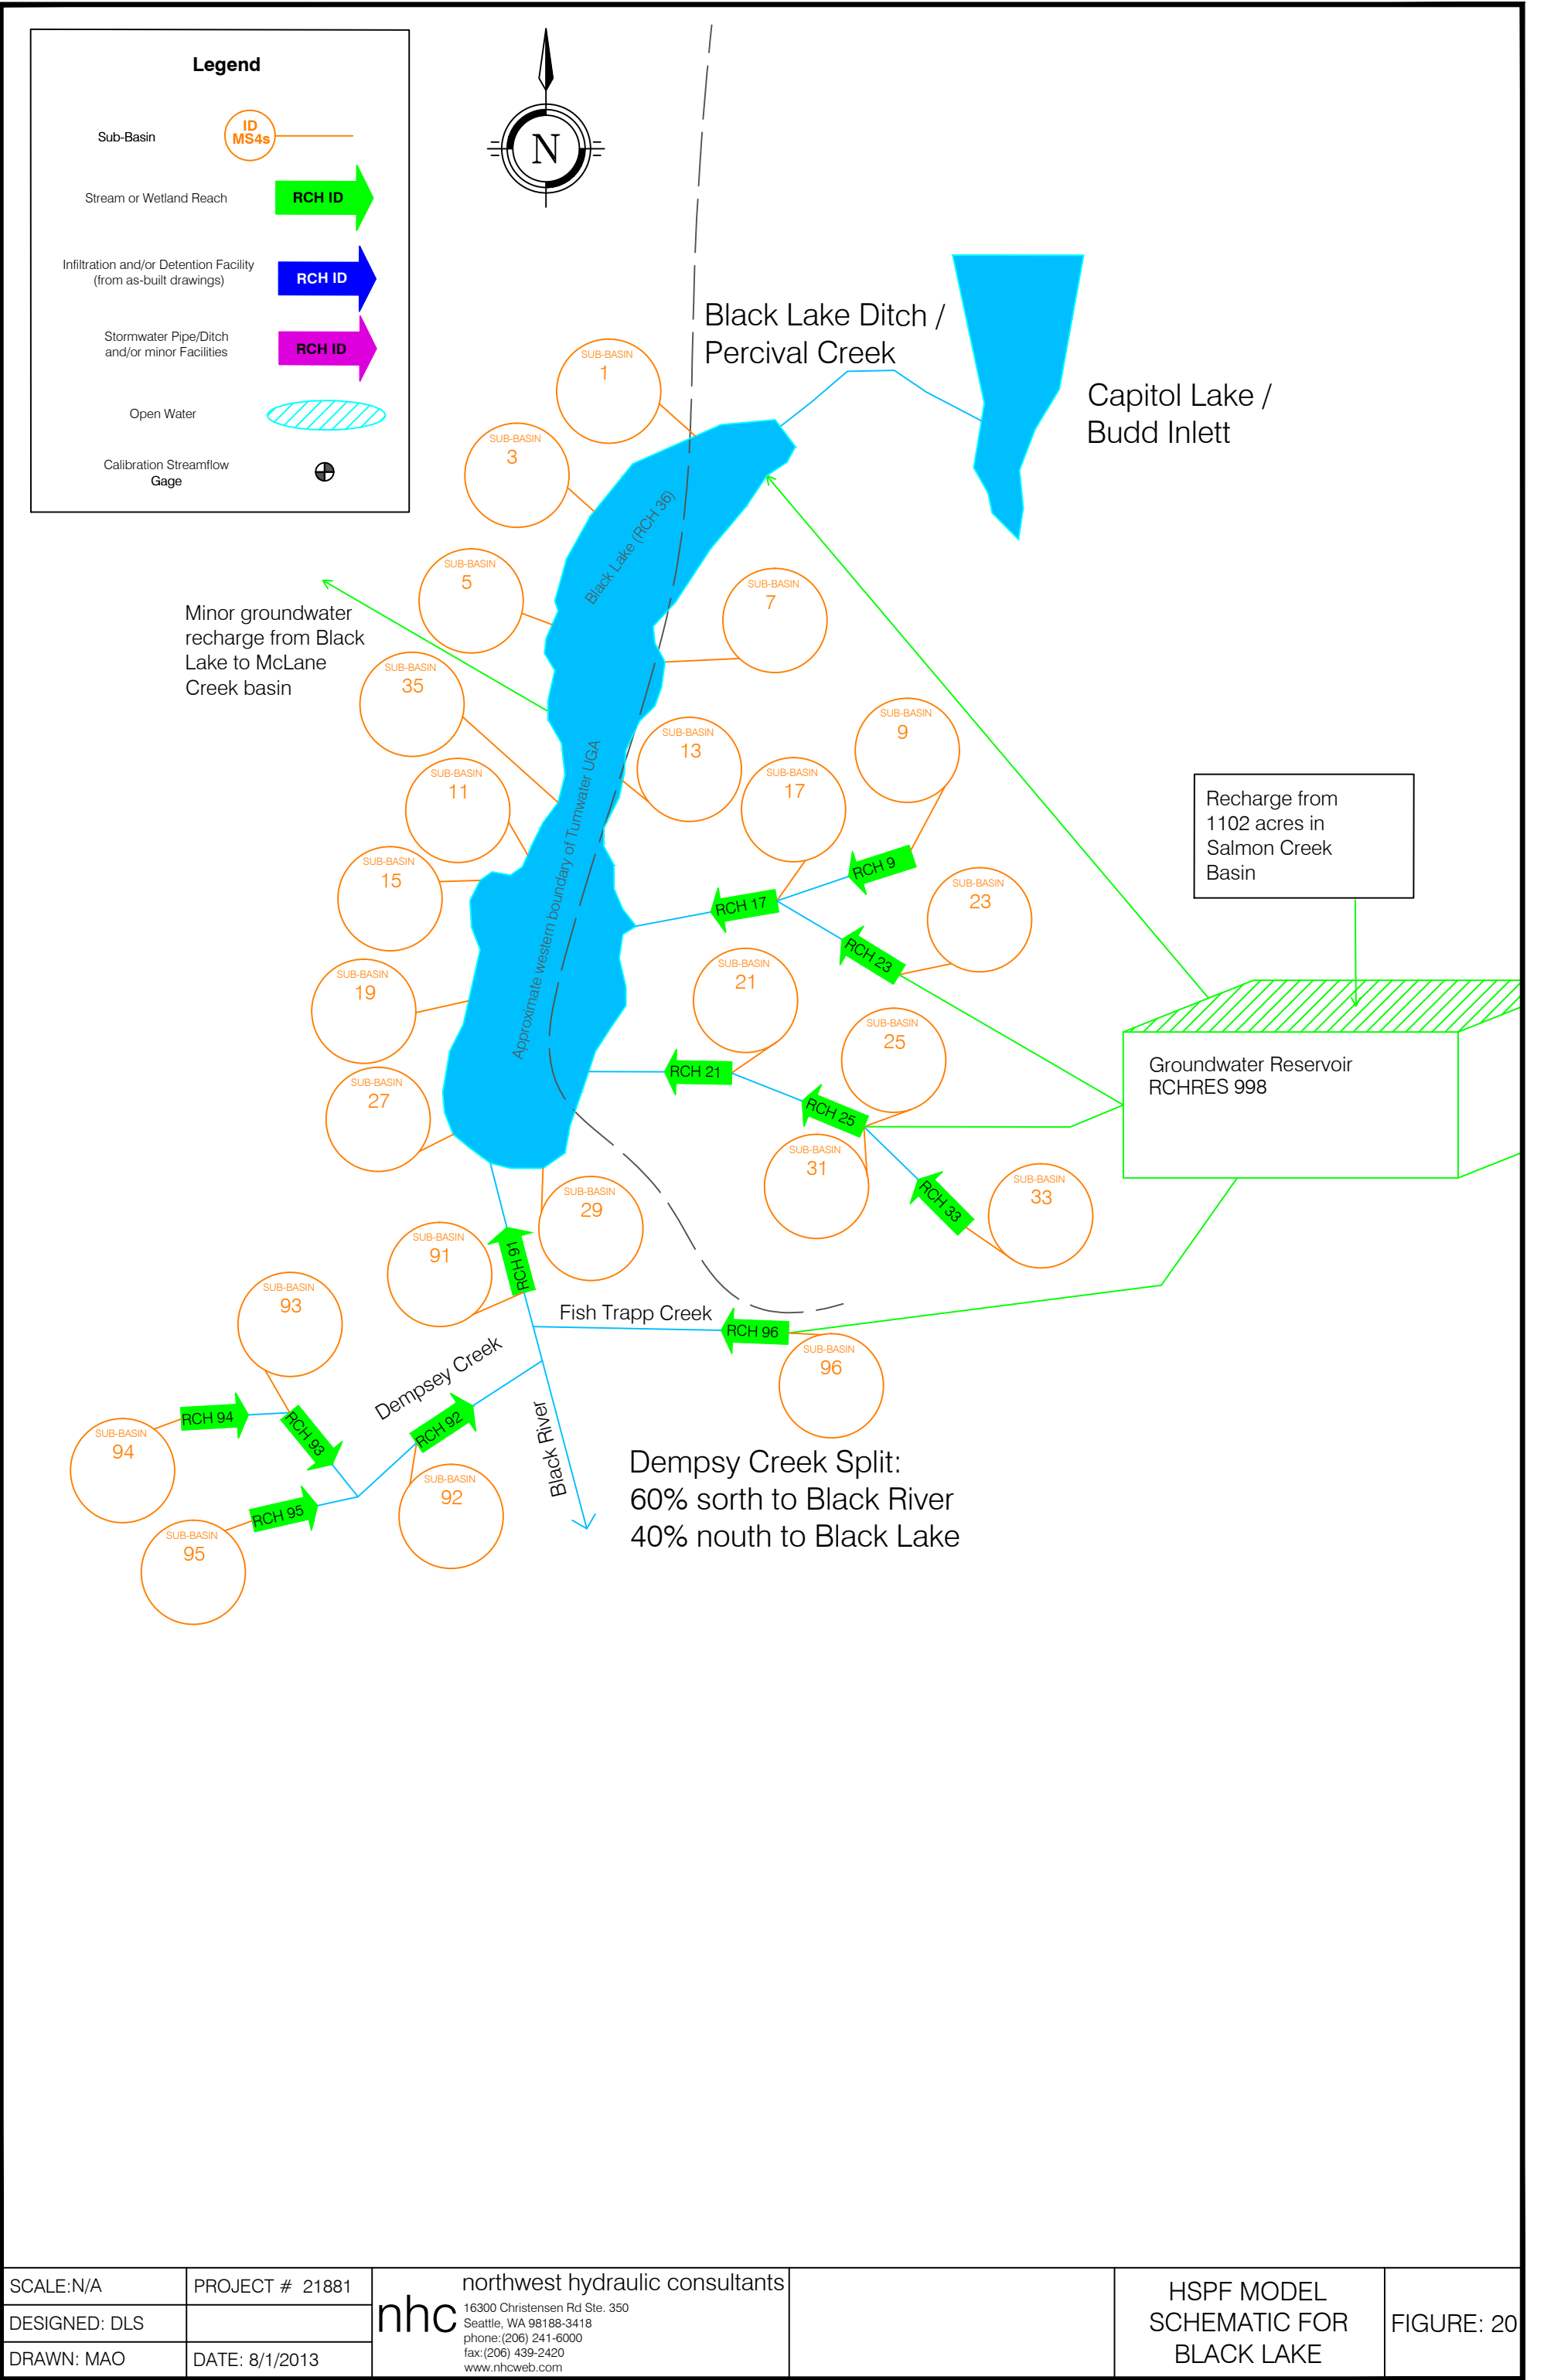 Legend
Sub-Basin
ID
MS4s
Stream or Wetland Reach
RCH ID
Infiltration and/or Detention Facility
(from as-built drawings)
RCH ID
Stormwater Pipe/Ditch
and/or minor Facilities
RCH ID
Open Water
Calibration Streamflow
Gage
N
Black Lake Ditch /
Percival Creek
Capitol Lake /
Budd Inlett
SUB-BASIN
1
SUB-BASIN
3
Black Lake (RCH 36)
SUB-BASIN
5
SUB-BASIN
7
Minor groundwater
recharge from Black
Lake to McLane
Creek basin
SUB-BASIN
35
SUB-BASIN
13
SUB-BASIN
9
SUB-BASIN
11
SUB-BASIN
17
Approximate western boundary of Tumwater UGA
Recharge from
1102 acres in
Salmon Creek
Basin
SUB-BASIN
15
RCH 9
RCH 17
SUB-BASIN
23
RCH 23
SUB-BASIN
19
SUB-BASIN
21
SUB-BASIN
25
Groundwater Reservoir
RCHRES 998
RCH 21
SUB-BASIN
27
RCH 25
SUB-BASIN
31
RCH 33
SUB-BASIN
33
SUB-BASIN
29
SUB-BASIN
91
RCH 91
SUB-BASIN
93
Fish Trapp Creek
RCH 96
SUB-BASIN
96
Dempsey Creek
RCH 94
RCH 93
RCH 92
Black River
SUB-BASIN
94
SUB-BASIN
92
RCH 95
SUB-BASIN
95
Dempsy Creek Split:
60% sorth to Black River
40% nouth to Black Lake
SCALE:N/A
PROJECT # 21881
DESIGNED: DLS
DRAWN: MAO
DATE: 8/1/2013
nhc
northwest hydraulic consultants
16300 Christensen Rd Ste. 350
Seattle, WA 98188-3418
phone:(206) 241-6000
fax:(206) 439-2420
www.nhcweb.com
HSPF MODEL
SCHEMATIC FOR
BLACK LAKE
FIGURE: 20